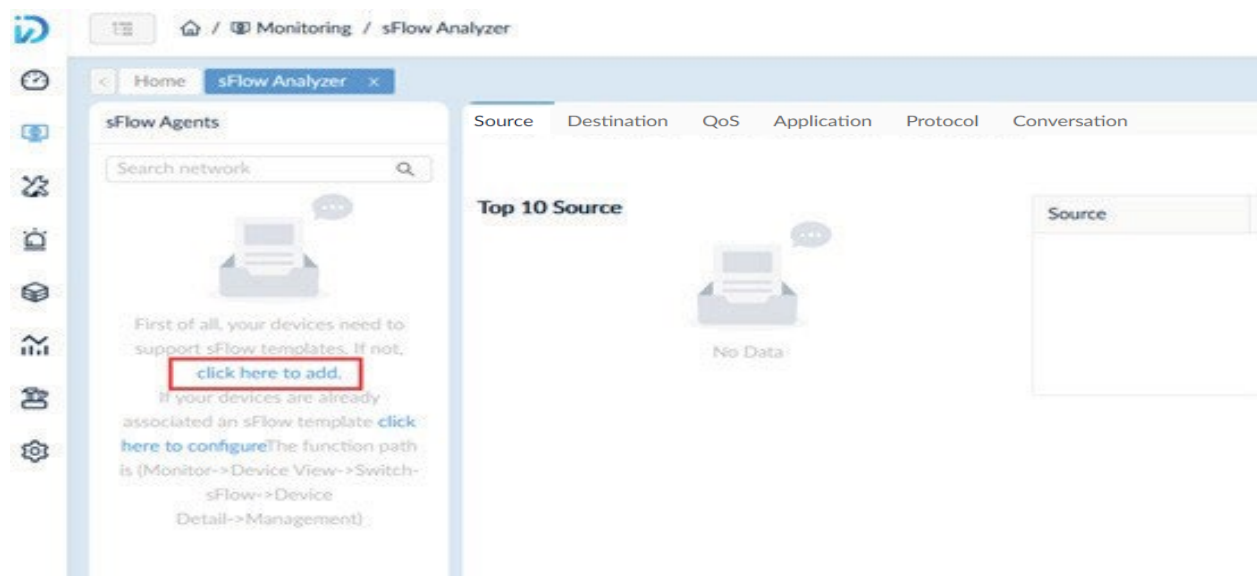 / Monitoring / sFlow Analyzer
< Home sFlow Analyzer ×
sFlow Agents
Search network
First of all, your devices need to
support sFlow templates. If not,
click here to add.
If your devices are already
associated an sFlow template click
here to configureThe function path
is (Monitor->Device View->Switch-
sFlow->Device
Detail->Management)
Source Destination QoS Application Protocol Conversation
Top 10 Source
No Data
Source